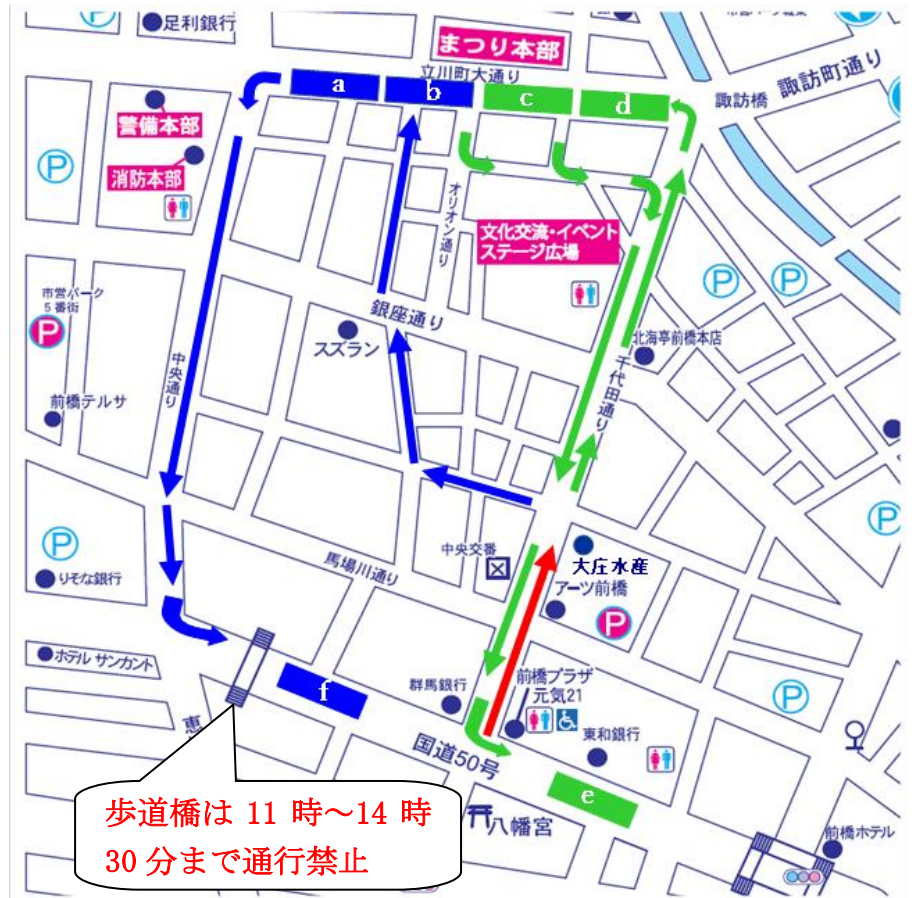 足利銀行
まつり本部
立川町大通り
諏訪町通り
諏訪橋
a
b
c
d
警備本部
消防本部
オリオン通り
文化交流・イベント
ステージ広場
市営パーク
5番街
銀座通り
スズラン
北海亭前橋本店
千代田通り
中央通り
前橋テルサ
中央交番
大庄水産
馬場川通り
アーツ前橋
りそな銀行
ホテル サンカント
f
群馬銀行
前橋プラザ
元気21
東和銀行
恵
国道50号
e
八幡宮
前橋ホテル
歩道橋は 11 時～14 時
30 分まで通行禁止
P
P
P
P
P
P
P
P
P